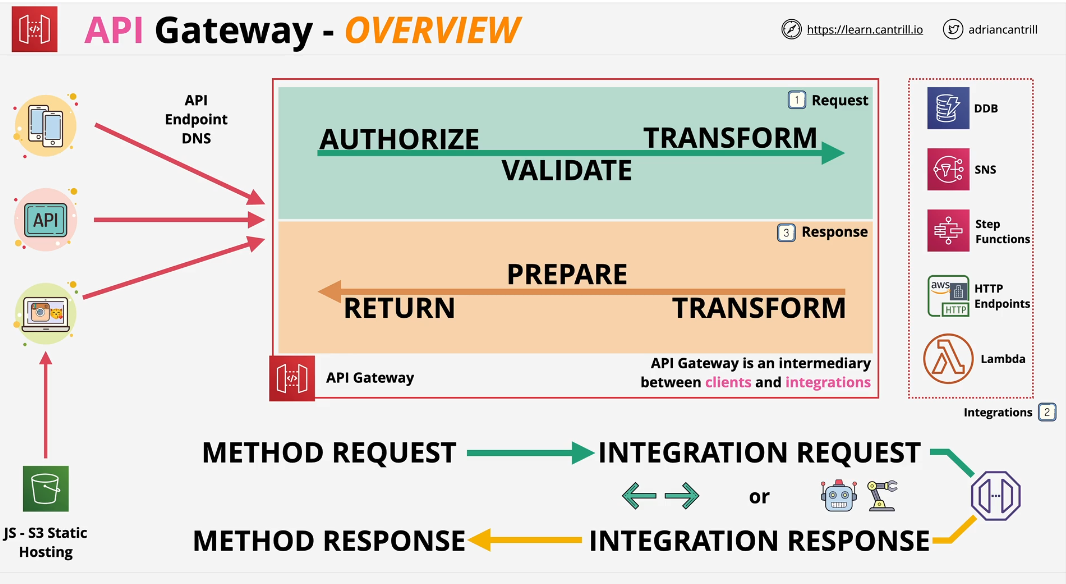 API Gateway - OVERVIEW
https://learn.cantrill.io
adriancantrill
API
Endpoint
DNS
API
1 Request
AUTHORIZE
TRANSFORM
VALIDATE
3 Response
PREPARE
RETURN
TRANSFORM
API Gateway
API Gateway is an intermediary
between clients and integrations
DDB
SNS
Step
Functions
aws
HTTP
HTTP
Endpoints
Lambda
Integrations 2
METHOD REQUEST
INTEGRATION REQUEST
or
METHOD RESPONSE
INTEGRATION RESPONSE
JS - S3 Static
Hosting